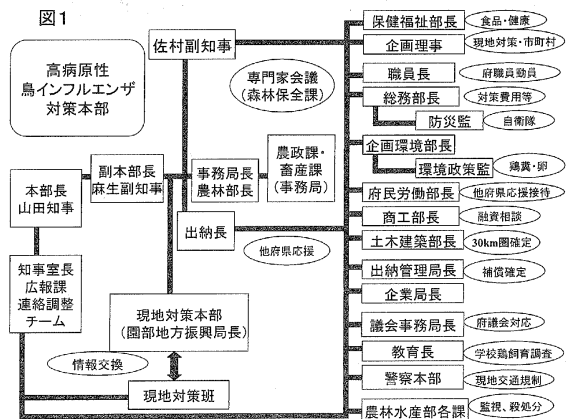 図1
高病原性
鳥インフルエンザ
対策本部
佐村副知事
専門家会議
(森林保全課)
本部長
山田知事
副本部長
麻生副知事
事務局長
農林部長
農政課・
畜産課
(事務局)
出納長
他府県応援
知事室長
広報課
連絡調整
チーム
現地対策本部
(園部地方振興局長)
情報交換
現地対策班
保健福祉部長
食品・健康
企画理事
現地対策・市町村
職員長
府職員動員
総務部長
対策費用等
防災監
自衛隊
企画環境部長
環境政策監
鶏糞・卵
府民労働部長
他府県応援接待
商工部長
融資相談
土木建築部長
30km圏確定
出納管理局長
補償確定
企業局長
議会事務局長
府議会対応
教育長
学校鶏飼育調査
警察本部
現地交通規制
農林水産部各課
監視、殺処分